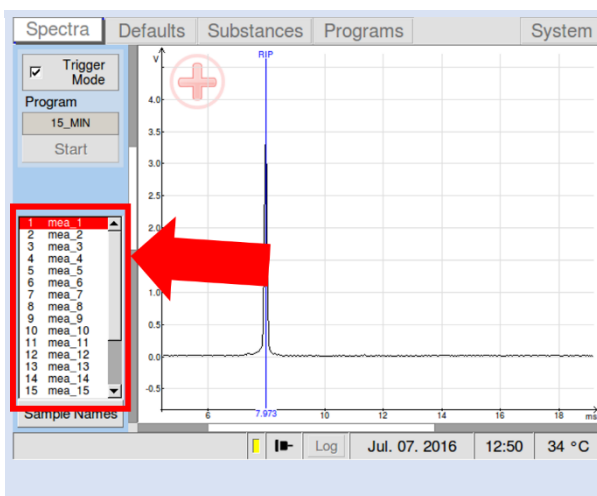 Spectra Defaults Substances Programs System
Trigger
Mode
Program
15_MIN
Start
1 mea_1
2 mea_2
3 mea_3
4 mea_4
5 mea_5
6 mea_6
7 mea_7
8 mea_8
9 mea_9
10 mea_10
11 mea_11
12 mea_12
13 mea_13
14 mea_14
15 mea_15
Sample Names
V
RIP
4.0
3.5
3.0
2.5
2.0
1.0
0.5
0.0
-0.5
6 7.973 10 12 14 16 18 ms
Log Jul. 07. 2016 12:50 34 °C